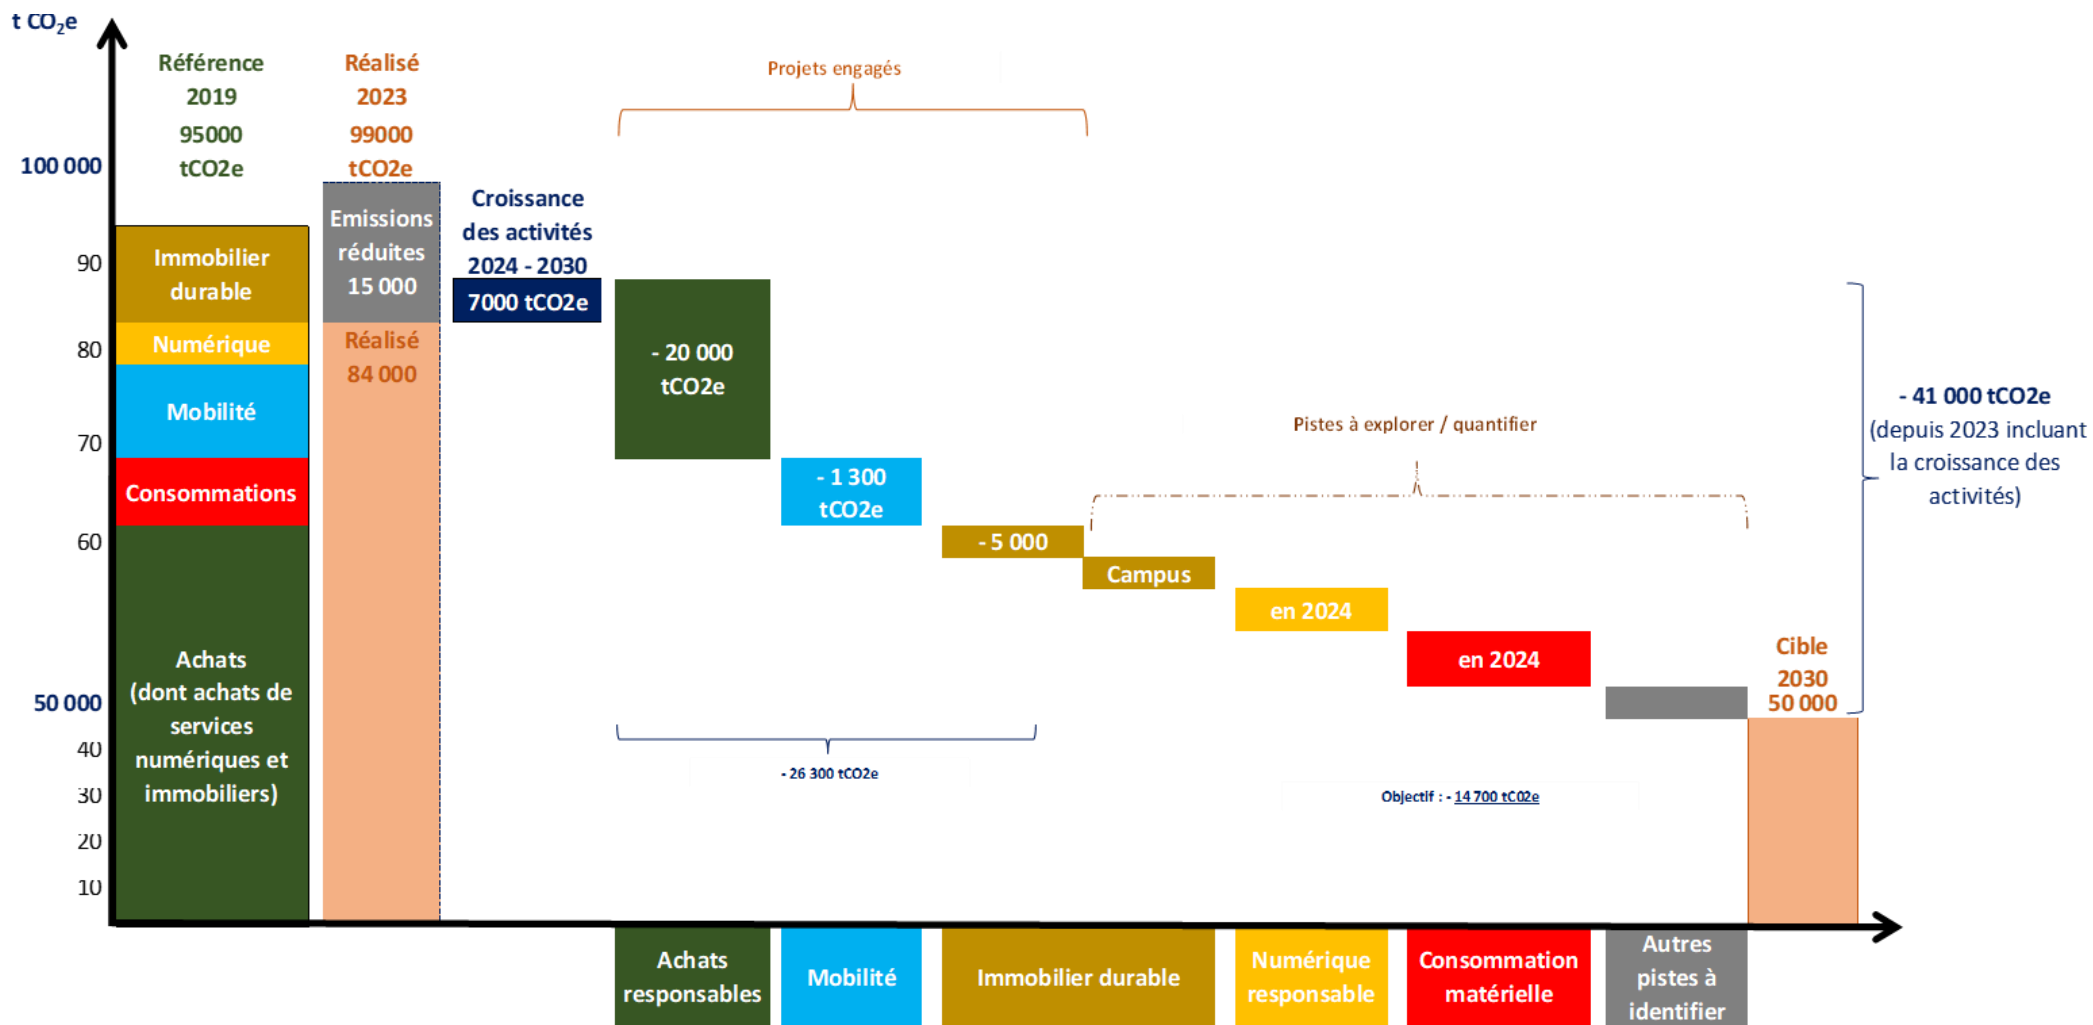 t CO₂e
Référence
2019
95000
tCO2e
Réalisé
2023
99000
tCO2e
100 000
90
80
70
60
50 000
40
30
20
10
Immobilier
durable
Numérique
Mobilité
Consommations
Achats
(dont achats de
services
numériques et
immobiliers)
Emissions
réduites
15 000
Réalisé
84 000
Croissance
des activités
2024 - 2030
7000 tCO2e
Projets engagés
- 20 000
tCO2e
- 1 300
tCO2e
- 5 000
Campus
Pistes à explorer / quantifier
en 2024
en 2024
Cible
2030
50 000
- 41 000 tCO2e
(depuis 2023 incluant
la croissance des
activités)
- 26 300 tCO2e
Objectif : - 14 700 tC02e
Achats
responsables
Mobilité
Immobilier durable
Numérique
responsable
Consommation
matérielle
Autres
pistes à
identifier